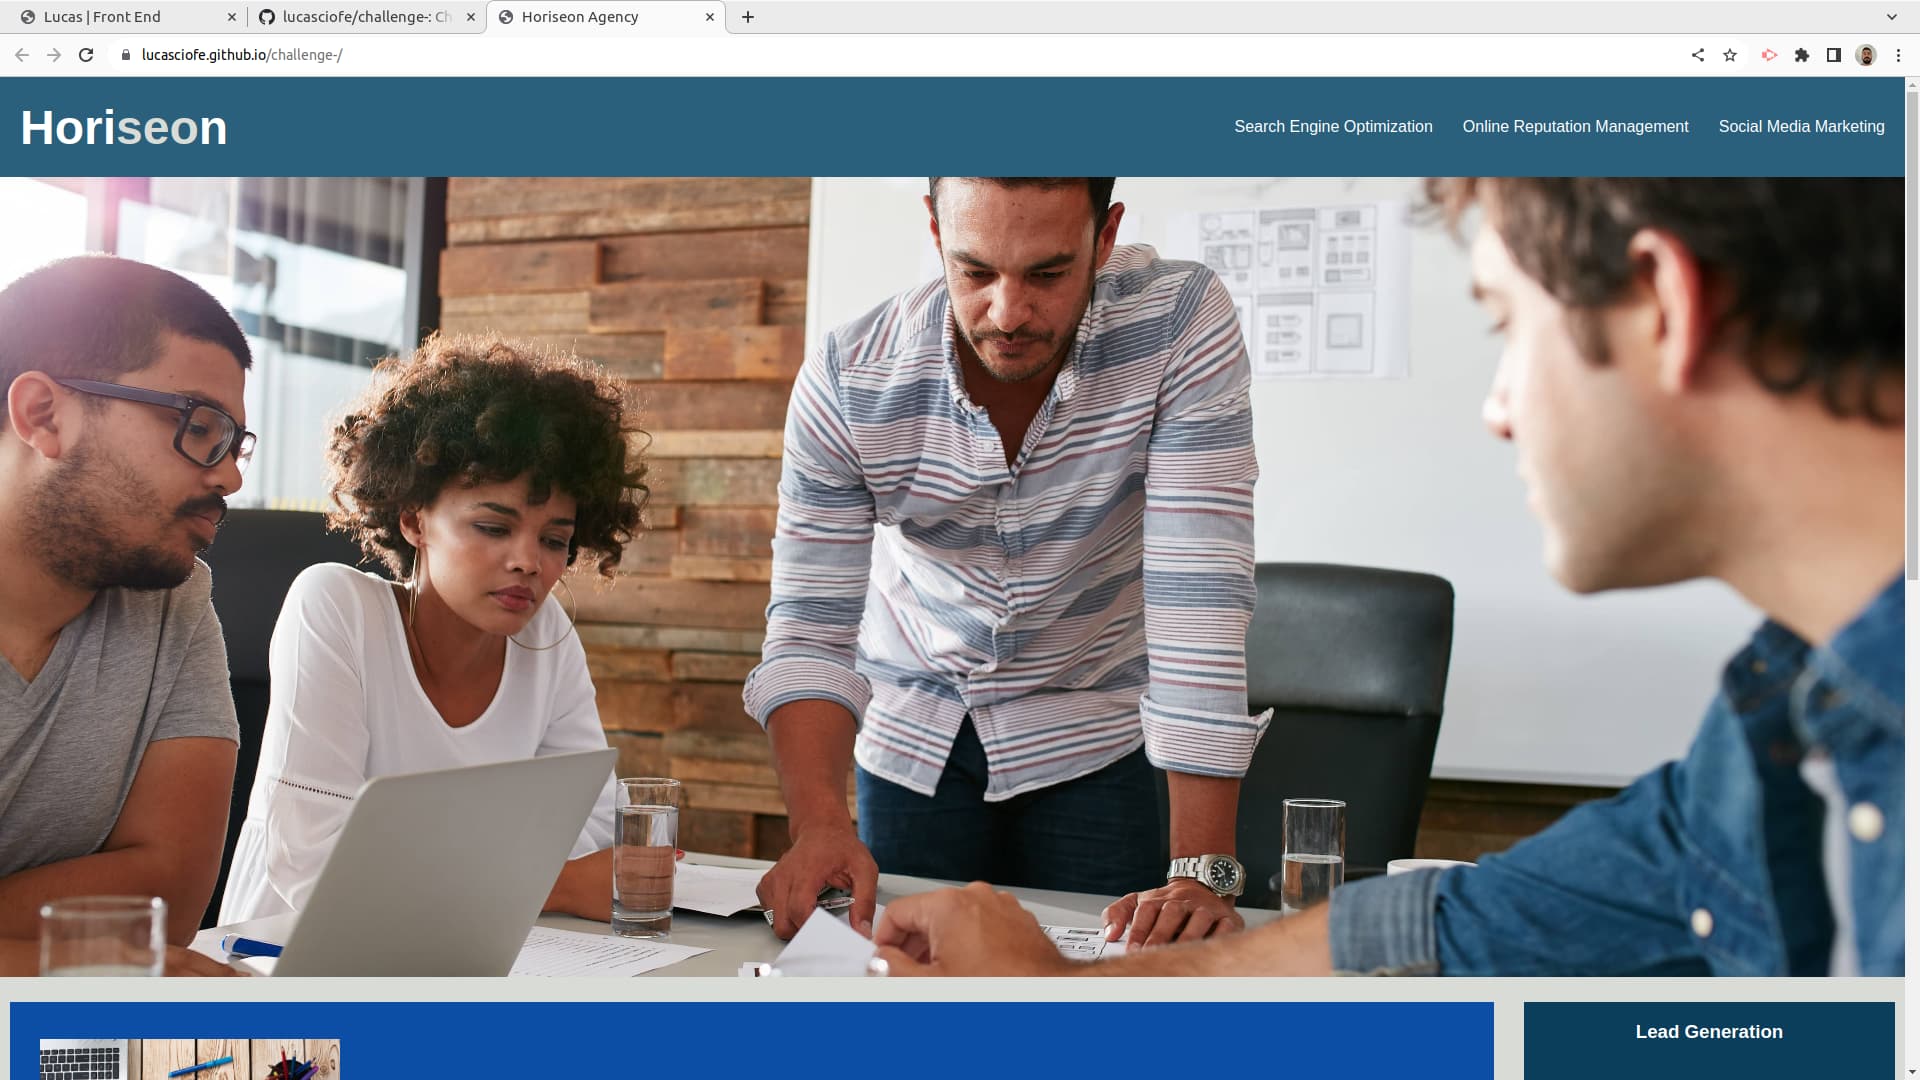 Lucas | Front End
lucasciofe/challenge-: Ch
Horiseon Agency
lucasciofe.github.io/challenge-/
Horiseon
Search Engine Optimization
Online Reputation Management
Social Media Marketing
Lead Generation